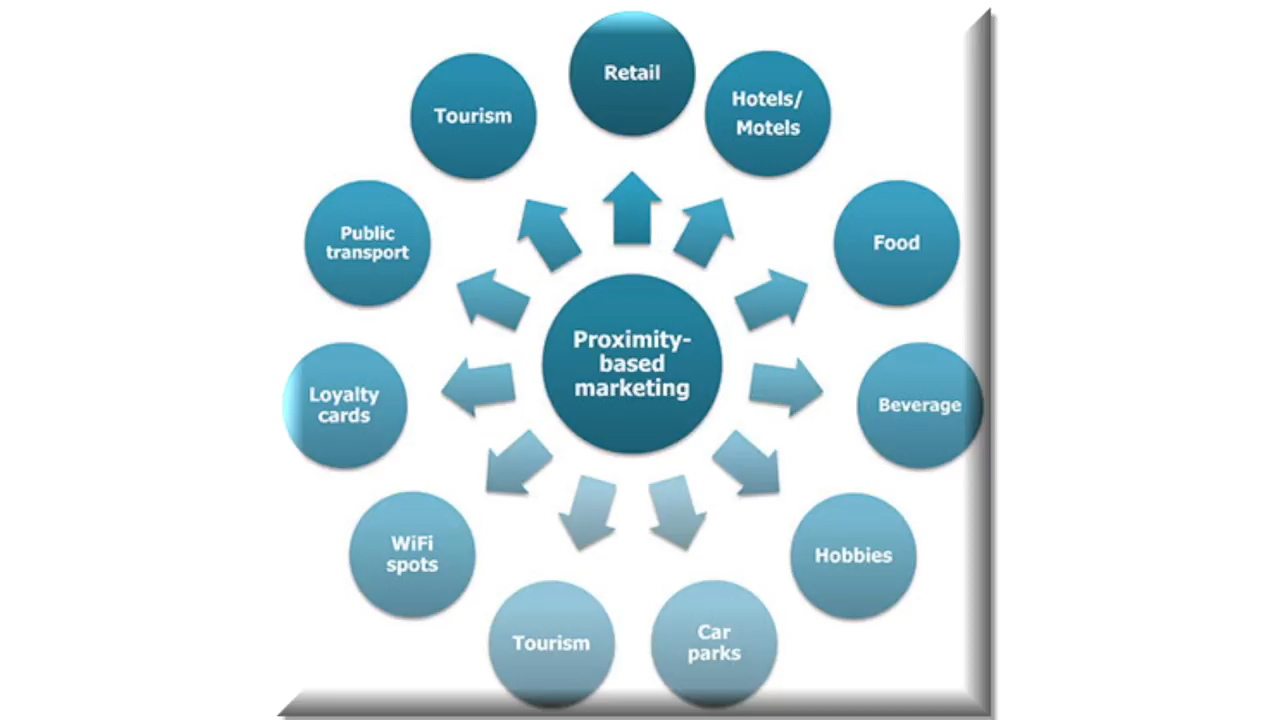 Retail
Hotels/
Motels
Tourism
Public
transport
Food
Proximity-
based
marketing
Loyalty
cards
Beverage
WiFi
spots
Hobbies
Tourism
Car
parks